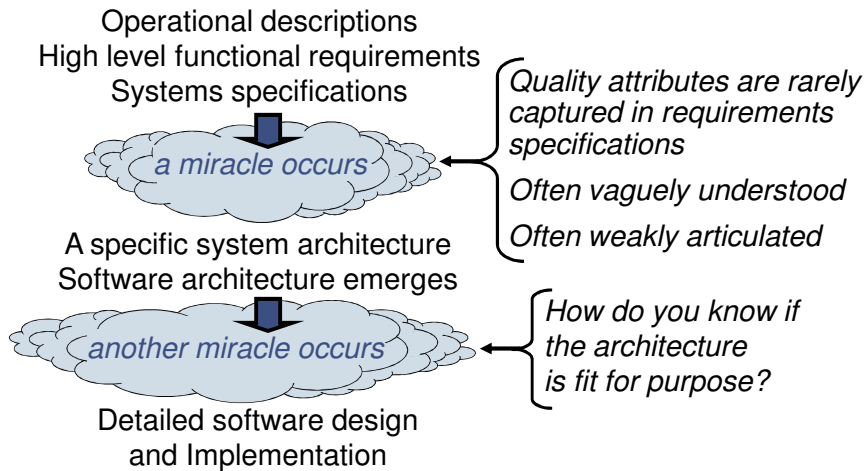 Operational descriptions
High level functional requirements
Systems specifications
a miracle occurs
Quality attributes are rarely
captured in requirements
specifications
Often vaguely understood
Often weakly articulated
A specific system architecture
Software architecture emerges
another miracle occurs
How do you know if
the architecture
is fit for purpose?
Detailed software design
and Implementation